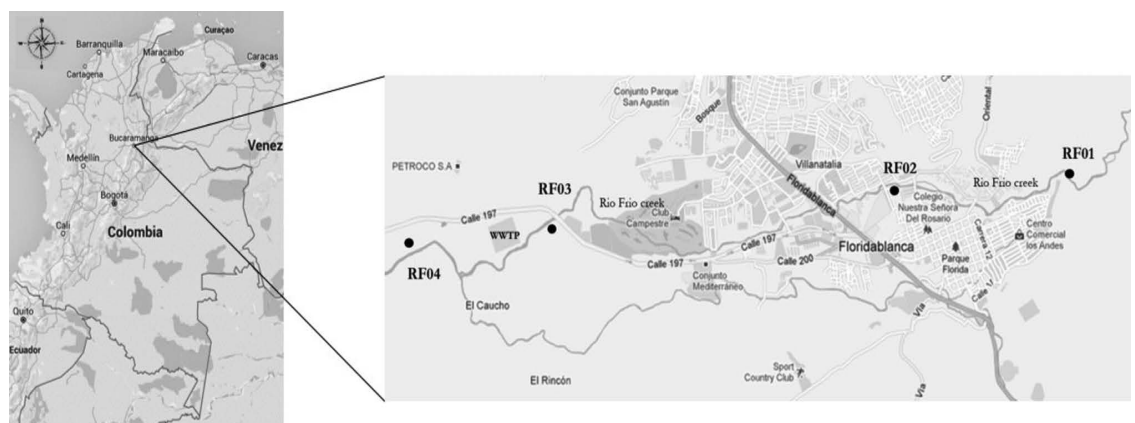 Curaçao
Barranquilla
Maracaibo
Caracas
Cartagena
Bucaramanga
Venez
Medellín
Bogotá
Cali
Colombia
Quito
Ecuador
Conjunto Parque
San Agustín
Bosque
Oriental
PETROCO S.A
Villanatalia
RF01
RF02
RF03
Rio Frio creek
Rio Frio creek
Floridablanca
Colegio
Nuestra Señora
Del Rosario
Club
Campestre
Calle 197
Calle 197
WWTP
Carrera 12
Centro
Comercial
los Andes
Floridablanca
Parque
Florida
RF04
Calle 197
Calle 200
Conjunto
Mediterráneo
El Caucho
Vía
Sport
Country Club
El Rincón
Vía